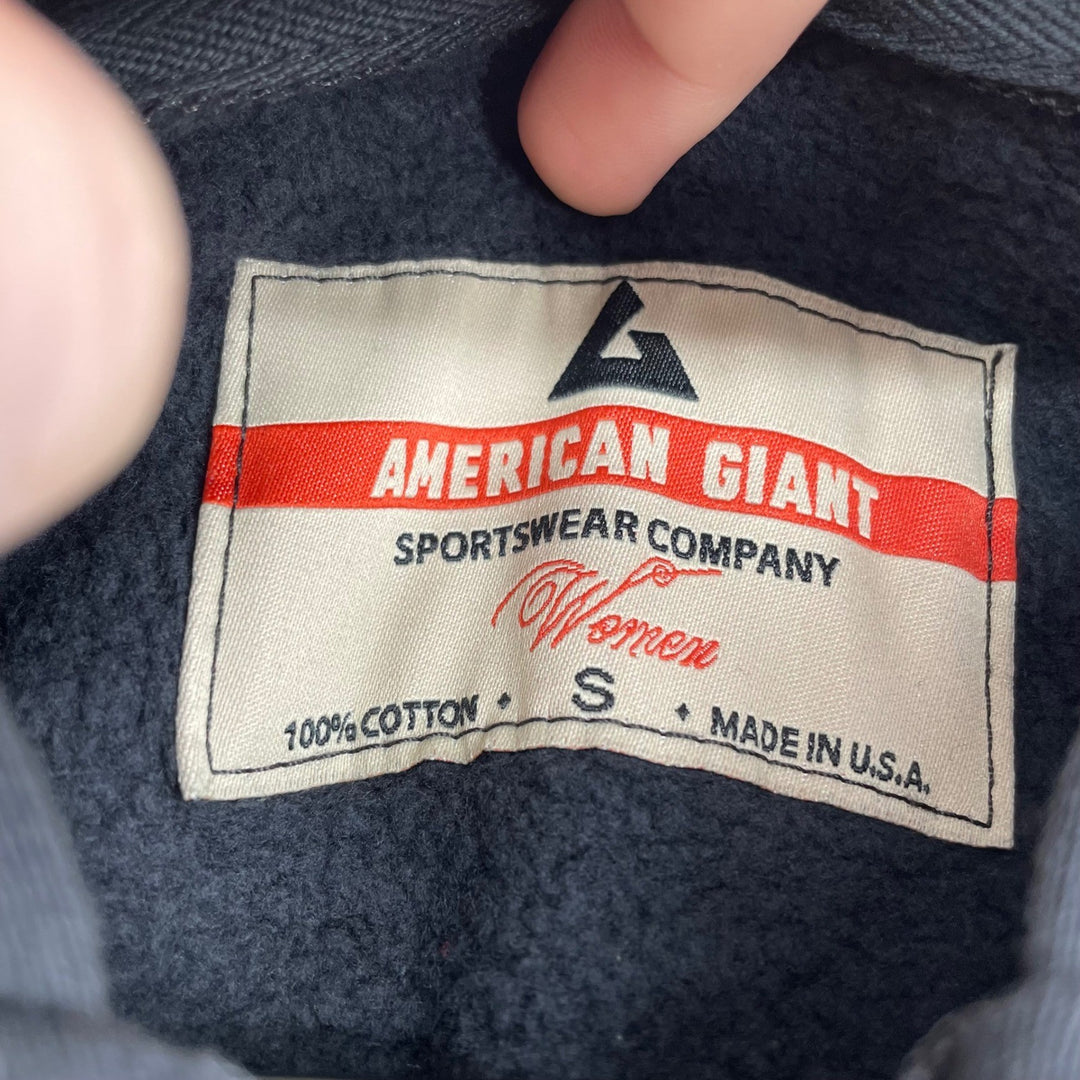 AMERICAN GIANT
SPORTSWEAR COMPANY
Women
S
100% COTTON • • MADE IN U.S.A.